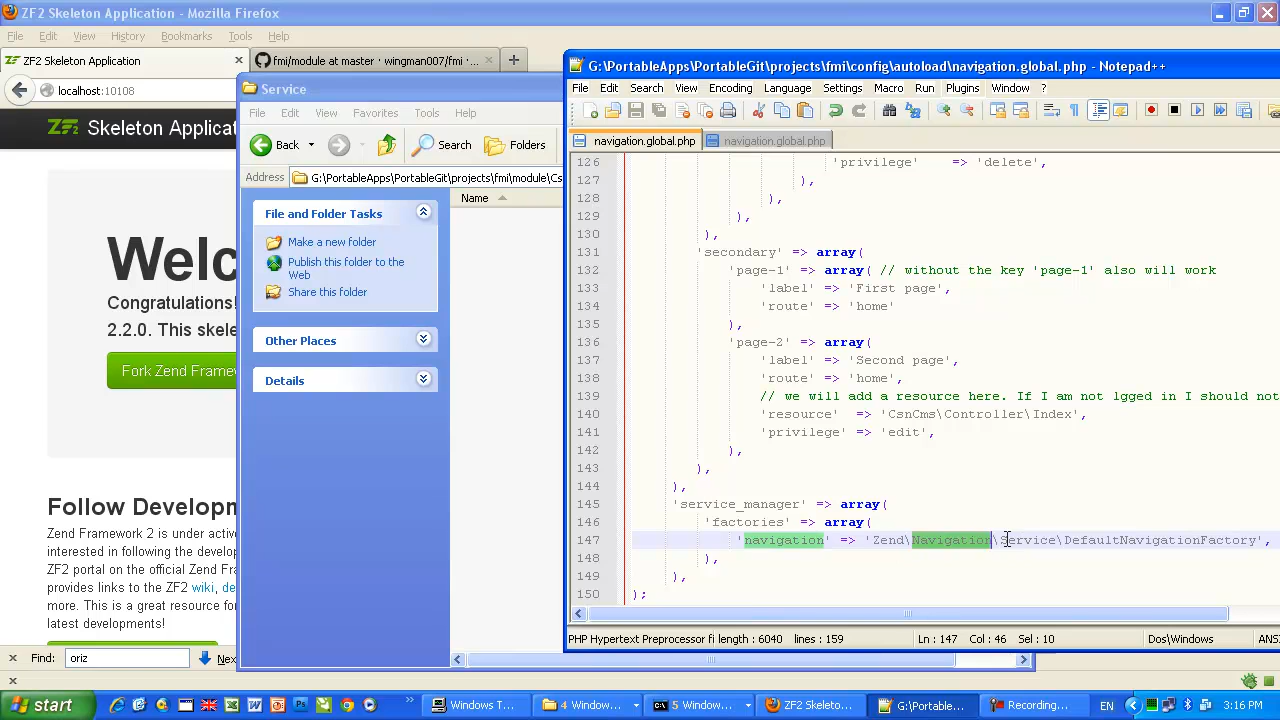 ZF2 Skeleton Application - Mozilla Firefox
File Edit View History Bookmarks Tools Help
ZF2 Skeleton Application
fmi/module at master · wingman007/fmi · ...
localhost:10108
Skeleton Applicat
Welc
Congratulations!
2.2.0. This skele
Fork Zend Framew
Follow Develop
Zend Framework 2 is under active
interested in following the develop
ZF2 portal on the official Zend Fram
provides links to the ZF2 wiki, de
more. This is a great resource for
latest developments!
Find: oriz Next
Service
File Edit View Favorites Tools Help
Back Search Folders
Address G:\PortableApps\PortableGit\projects\fmi\module\Cs
Name
File and Folder Tasks
Make a new folder
Publish this folder to the
Web
Share this folder
Other Places
Details
G:\PortableApps\PortableGit\projects\fmi\config\autoload\navigation.global.php - Notepad++
File Edit Search View Encoding Language Settings Macro Run Plugins Window ?
navigation.global.php navigation.global.php
126 'privilege' => 'delete',
127 ),
128 ),
129 ),
130 ),
131 'secondary' => array(
132 'page-1' => array( // without the key 'page-1' also will work
133 'label' => 'First page',
134 'route' => 'home'
135 ),
136 'page-2' => array(
137 'label' => 'Second page',
138 'route' => 'home',
139 // we will add a resource here. If I am not lgged in I should not
140 'resource' => 'CsnCms\Controller\Index',
141 'privilege' => 'edit',
142 ),
143 ),
144 ),
145 'service_manager' => array(
146 'factories' => array(
147 'navigation' => 'Zend\Navigation\Service\DefaultNavigationFactory',
148 ),
149 ),
150 );
PHP Hypertext Preprocessor fi length : 6040 lines : 159 Ln : 147 Col : 46 Sel : 10 Dos\Windows ANS
start Windows T... 4 Window... 5 Window... ZF2 Skeleto... G:\Portable... Recording... EN 3:16 PM